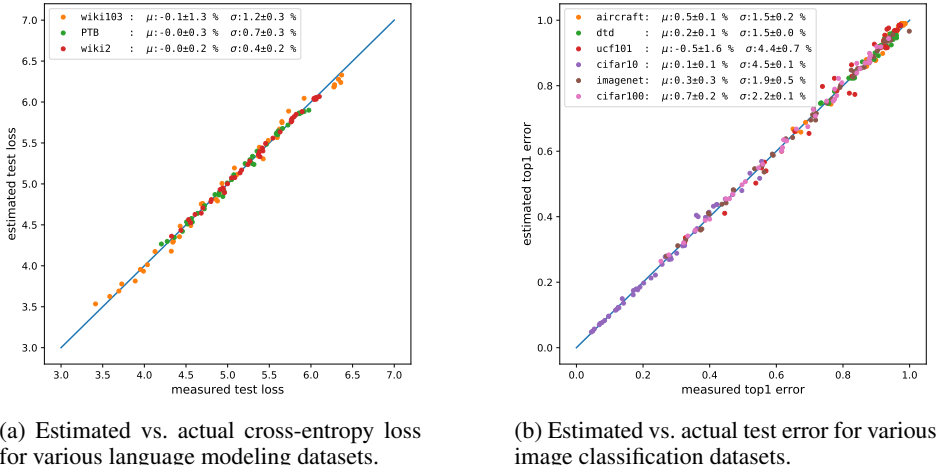 wiki103 : μ:-0.1±1.3 % σ:1.2±0.3 %
PTB : μ:-0.0±0.3 % σ:0.7±0.3 %
wiki2 : μ:-0.0±0.2 % σ:0.4±0.2 %
7.0
6.5
6.0
5.5
5.0
4.5
4.0
3.5
3.0
estimated test loss
3.0 3.5 4.0 4.5 5.0 5.5 6.0 6.5 7.0
measured test loss
(a) Estimated vs. actual cross-entropy loss
for various language modeling datasets.
aircraft: μ:0.5±0.1 % σ:1.5±0.2 %
dtd : μ:0.2±0.1 % σ:1.5±0.0 %
ucf101 : μ:-0.5±1.6 % σ:4.4±0.7 %
cifar10 : μ:0.1±0.1 % σ:4.5±0.1 %
imagenet: μ:0.3±0.3 % σ:1.9±0.5 %
cifar100: μ:0.7±0.2 % σ:2.2±0.1 %
1.0
0.8
0.6
0.4
0.2
0.0
estimated top1 error
0.0 0.2 0.4 0.6 0.8 1.0
measured top1 error
(b) Estimated vs. actual test error for various
image classification datasets.